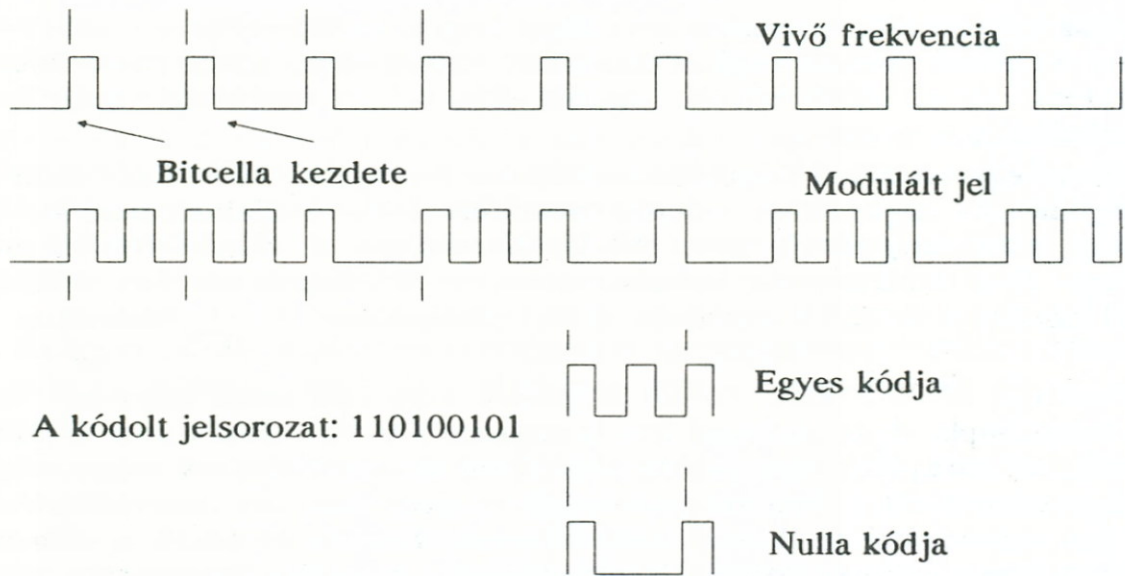 Vivő frekvencia
Bitcella kezdete
Modulált jel
Egyes kódja
A kódolt jelsorozat: 110100101
Nulla kódja